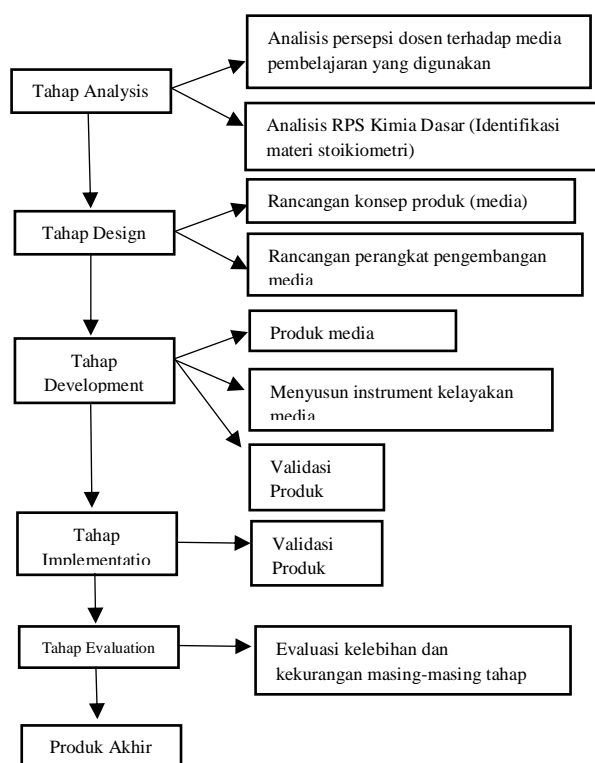 Analisis persepsi dosen terhadap media
pembelajaran yang digunakan
Tahap Analysis
Analisis RPS Kimia Dasar (Identifikasi
materi stoikiometri)
Rancangan konsep produk (media)
Tahap Design
Rancangan perangkat pengembangan
media
Produk media
Tahap
Development
Menyusun instrument kelayakan
media
Validasi
Produk
Tahap
Implementatio
Validasi
Produk
Tahap Evaluation
Evaluasi kelebihan dan
kekurangan masing-masing tahap
Produk Akhir